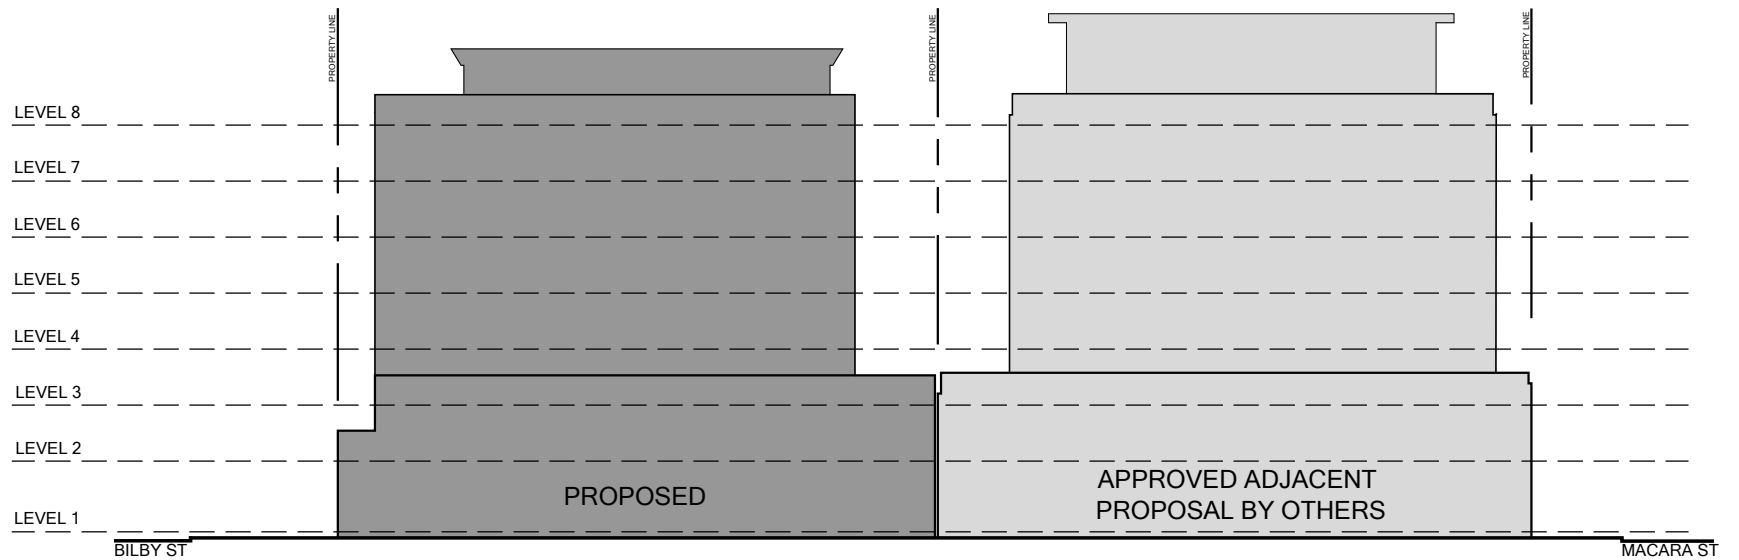 PROPERTY LINE
PROPERTY LINE
PROPERTY LINE
LEVEL 8
LEVEL 7
LEVEL 6
LEVEL 5
LEVEL 4
LEVEL 3
LEVEL 2
LEVEL 1
PROPOSED
APPROVED ADJACENT
PROPOSAL BY OTHERS
BILBY ST
MACARA ST